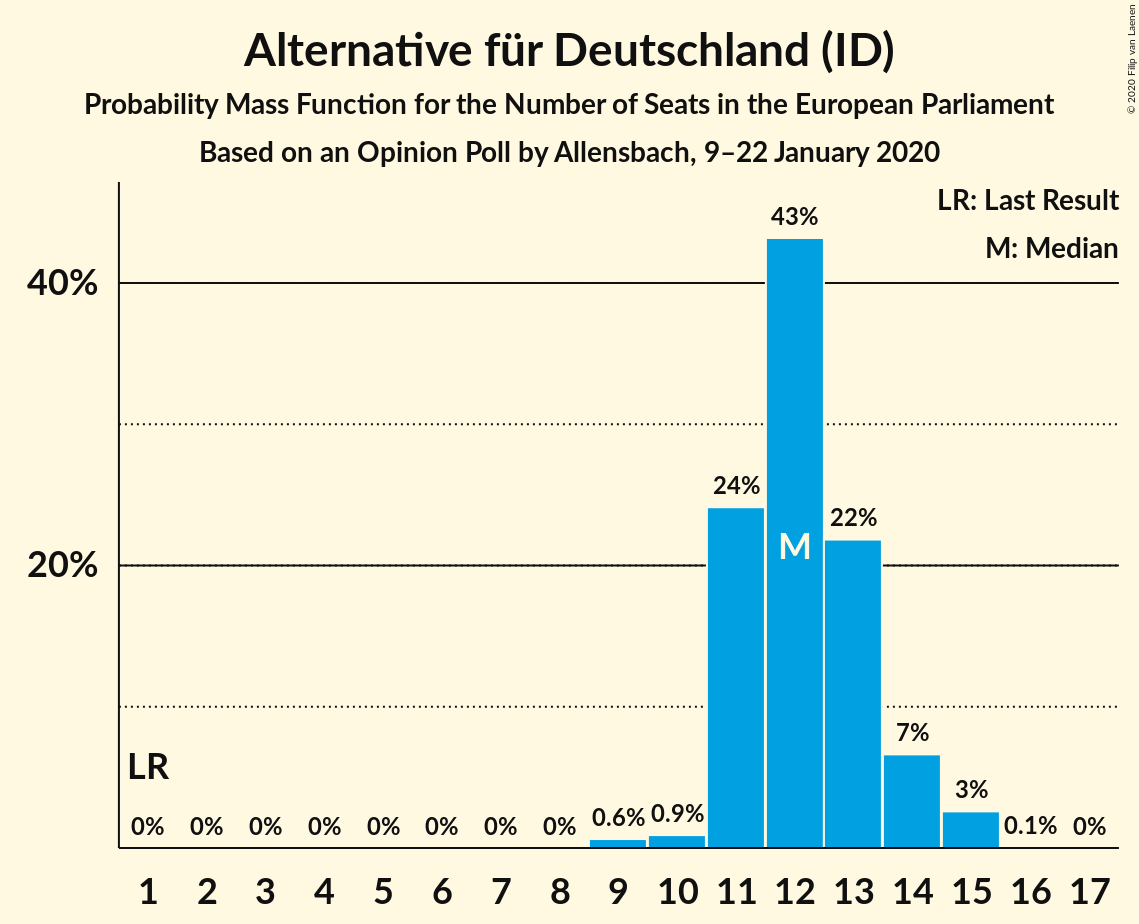 Alternative für Deutschland (ID)
Probability Mass Function for the Number of Seats in the European Parliament
Based on an Opinion Poll by Allensbach, 9–22 January 2020
© 2020 Filip van Laenen
LR: Last Result
M: Median
43%
40%
24%
22%
M
20%
7%
LR
3%
0% 0% 0% 0% 0% 0% 0% 0% 0.6% 0.9% 0.1% 0%
1 2 3 4 5 6 7 8 9 10 11 12 13 14 15 16 17